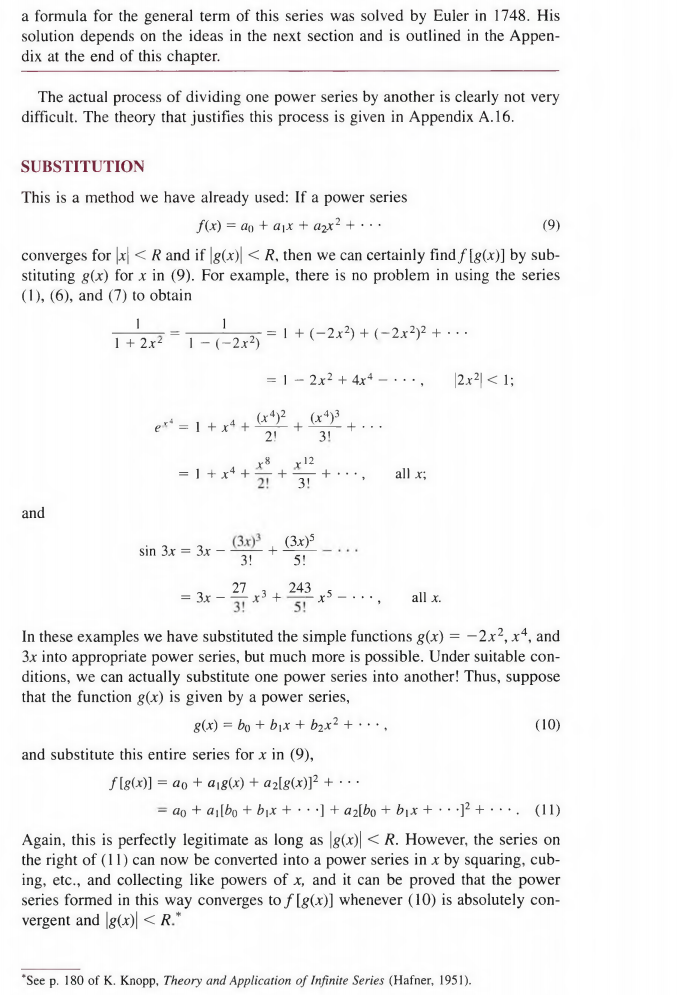 a formula for the general term of this series was solved by Euler in 1748. His
solution depends on the ideas in the next section and is outlined in the Appen-
dix at the end of this chapter.
The actual process of dividing one power series by another is clearly not very
difficult. The theory that justifies this process is given in Appendix A.16.
SUBSTITUTION
This is a method we have already used: If a power series
f(x) = a₀ + a₁x + a₂x² + · · · (9)
converges for |x| < R and if |g(x)| < R, then we can certainly find f [g(x)] by sub-
stituting g(x) for x in (9). For example, there is no problem in using the series
(1), (6), and (7) to obtain
1/(1 + 2x²) = 1/(1 − (−2x²)) = 1 + (−2x²) + (−2x²)² + · · ·
= 1 − 2x² + 4x⁴ − · · · , |2x²| < 1;
e^(x⁴) = 1 + x⁴ + (x⁴)²/2! + (x⁴)³/3! + · · ·
= 1 + x⁴ + x⁸/2! + x¹²/3! + · · · , all x;
and
sin 3x = 3x − (3x)³/3! + (3x)⁵/5! − · · ·
= 3x − 27/3! x³ + 243/5! x⁵ − · · · , all x.
In these examples we have substituted the simple functions g(x) = −2x², x⁴, and
3x into appropriate power series, but much more is possible. Under suitable con-
ditions, we can actually substitute one power series into another! Thus, suppose
that the function g(x) is given by a power series,
g(x) = b₀ + b₁x + b₂x² + · · · , (10)
and substitute this entire series for x in (9),
f [g(x)] = a₀ + a₁g(x) + a₂[g(x)]² + · · ·
= a₀ + a₁[b₀ + b₁x + · · ·] + a₂[b₀ + b₁x + · · ·]² + · · · . (11)
Again, this is perfectly legitimate as long as |g(x)| < R. However, the series on
the right of (11) can now be converted into a power series in x by squaring, cub-
ing, etc., and collecting like powers of x, and it can be proved that the power
series formed in this way converges to f [g(x)] whenever (10) is absolutely con-
vergent and |g(x)| < R.*
*See p. 180 of K. Knopp, Theory and Application of Infinite Series (Hafner, 1951).